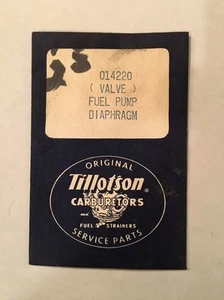 014220
( VALVE )
FUEL PUMP
DIAPHRAGM
ORIGINAL
Tillotson ®
CARBURETORS
and
FUEL STRAINERS
SERVICE PARTS